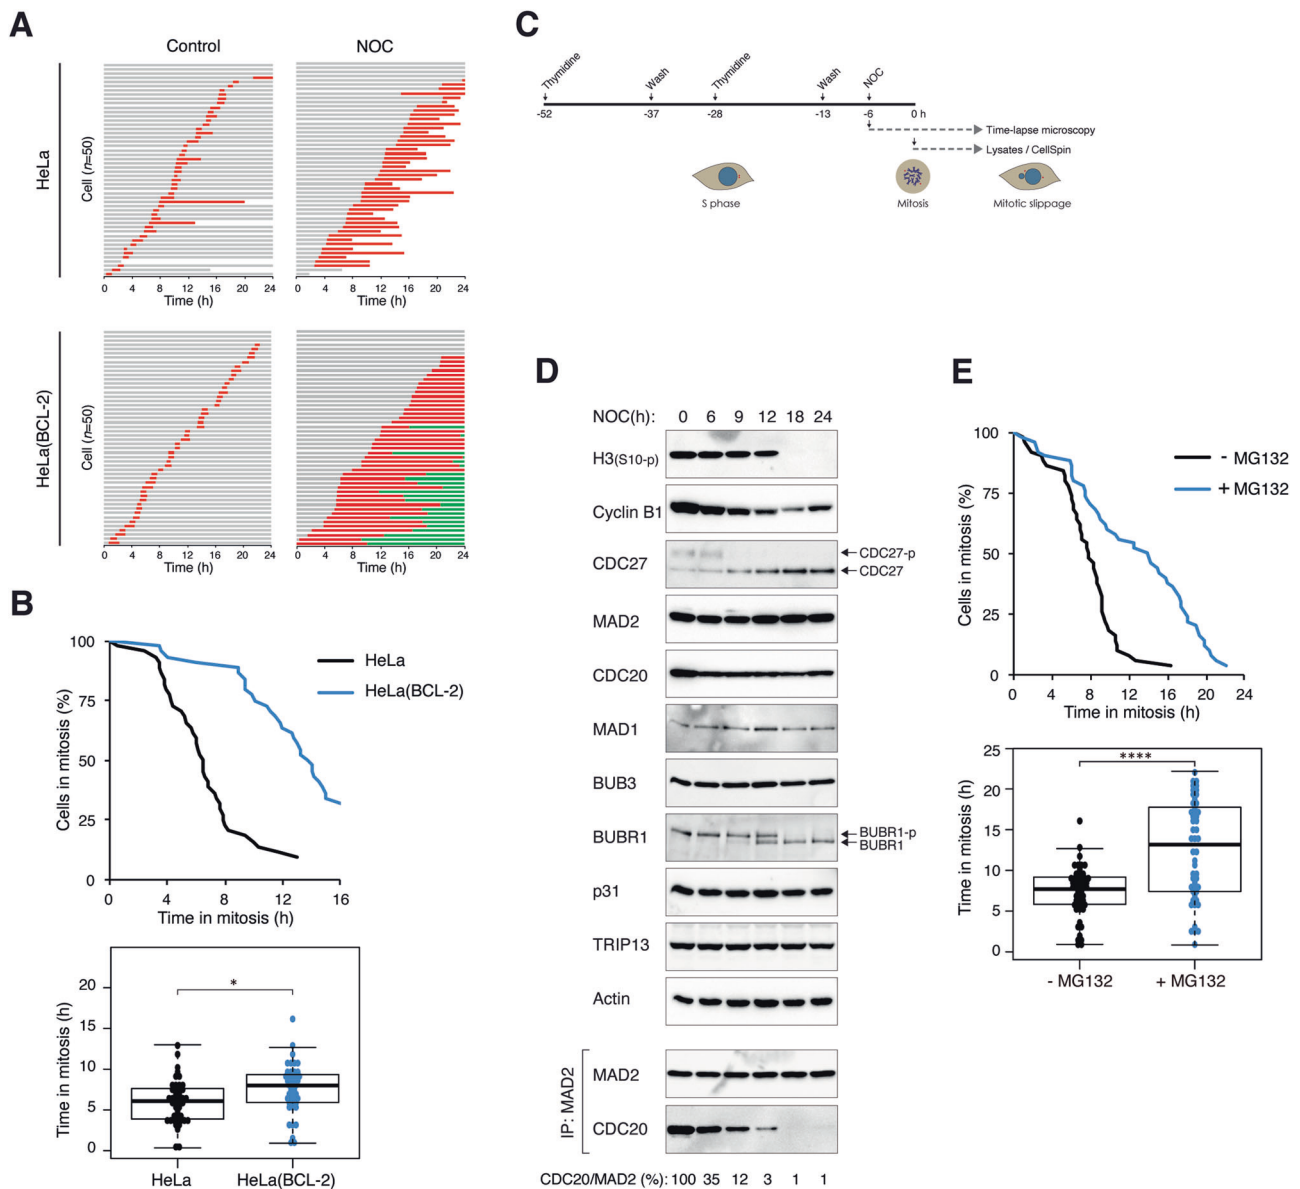 A
Control
NOC
HeLa
Cell (n=50)
0 4 8 12 16 20 24
Time (h)
0 4 8 12 16 20 24
Time (h)
HeLa(BCL-2)
Cell (n=50)
0 4 8 12 16 20 24
Time (h)
0 4 8 12 16 20 24
Time (h)
B
Cells in mitosis (%)
100
75
50
25
0
0 4 8 12 16
Time in mitosis (h)
HeLa
HeLa(BCL-2)
Time in mitosis (h)
20
15
10
5
0
*
HeLa HeLa(BCL-2)
C
Thymidine Wash Thymidine Wash NOC
-52 -37 -28 -13 -6 0 h
Time-lapse microscopy
Lysates / CellSpin
S phase Mitosis Mitotic slippage
D
NOC(h): 0 6 9 12 18 24
H3(S10-p)
Cyclin B1
CDC27
CDC27-p
CDC27
MAD2
CDC20
MAD1
BUB3
BUBR1
BUBR1-p
BUBR1
p31
TRIP13
Actin
IP: MAD2
MAD2
CDC20
CDC20/MAD2 (%): 100 35 12 3 1 1
E
Cells in mitosis (%)
100
75
50
25
0
0 4 8 12 16 20 24
Time in mitosis (h)
- MG132
+ MG132
Time in mitosis (h)
25
20
15
10
5
0
****
- MG132 + MG132